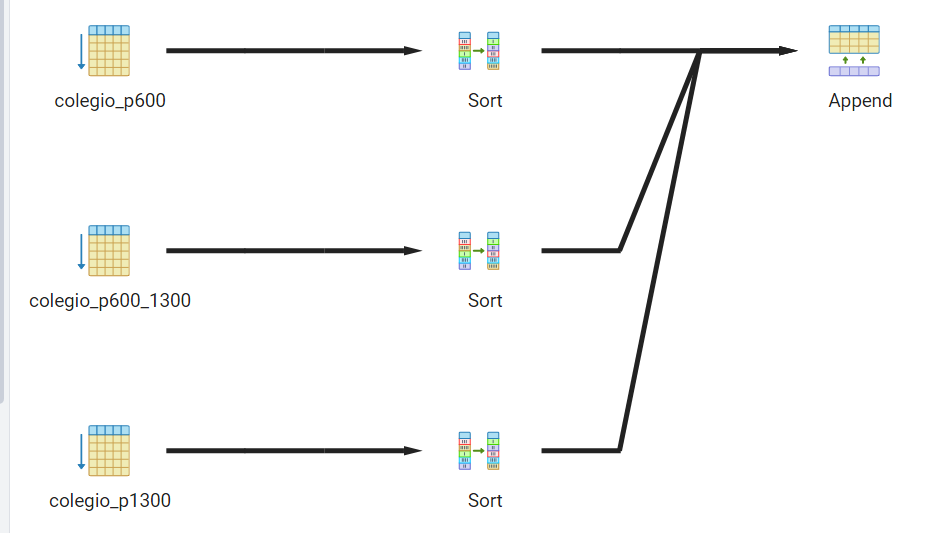 colegio_p600
Sort
Append
colegio_p600_1300
Sort
colegio_p1300
Sort